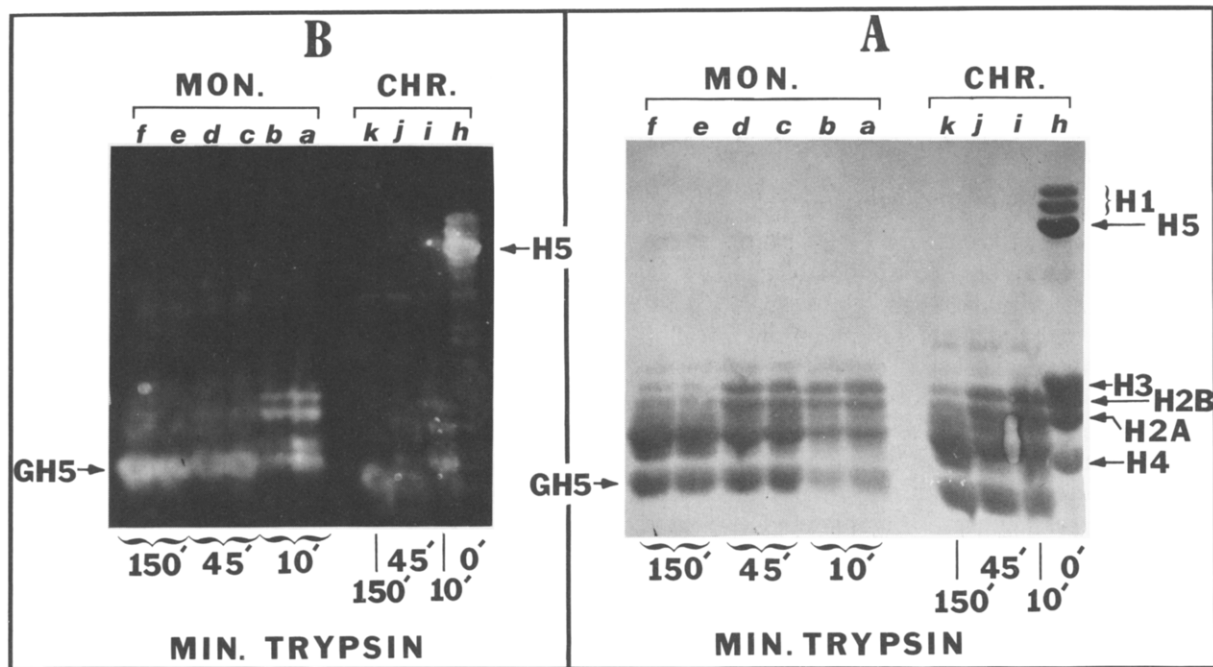 B
MON. CHR.
f e d c b a k j i h
H5
GH5
150′ 45′ 10′ 150′ 45′ 10′ 0′
MIN. TRYPSIN
A
MON. CHR.
f e d c b a k j i h
H1
H5
H3
H2B
H2A
H4
GH5
150′ 45′ 10′ 150′ 45′ 10′ 0′
MIN. TRYPSIN